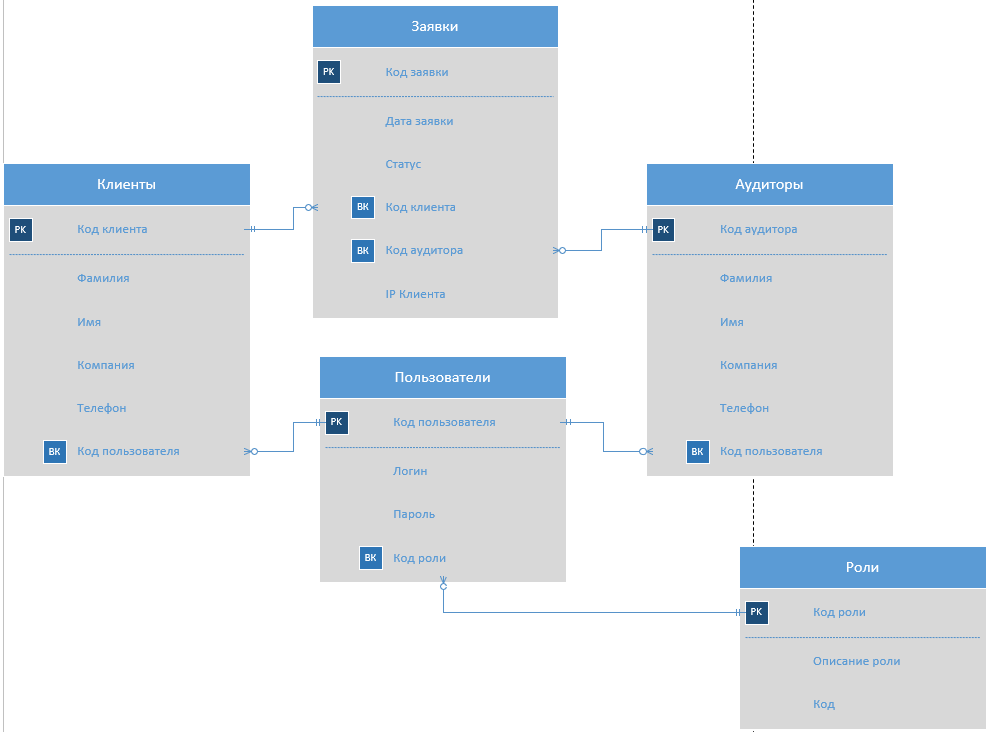 Заявки
PK Код заявки
Дата заявки
Статус
ВК Код клиента
ВК Код аудитора
IP Клиента
Клиенты
PK Код клиента
Фамилия
Имя
Компания
Телефон
ВК Код пользователя
Аудиторы
PK Код аудитора
Фамилия
Имя
Компания
Телефон
ВК Код пользователя
Пользователи
PK Код пользователя
Логин
Пароль
ВК Код роли
Роли
PK Код роли
Описание роли
Код